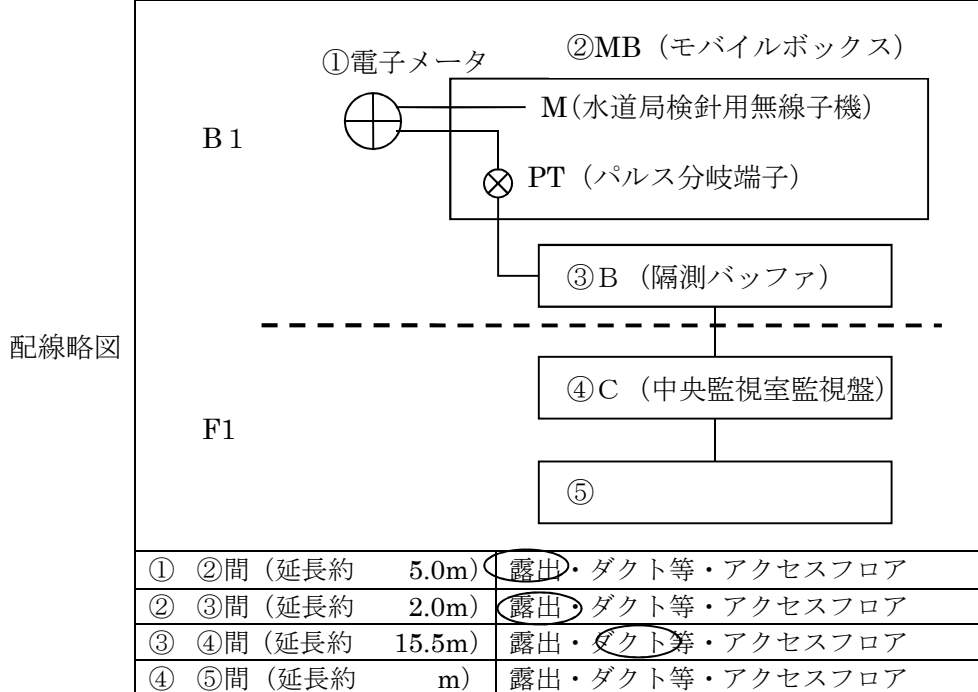 ①電子メータ
②MB（モバイルボックス）
M(水道局検針用無線子機)
B１
PT（パルス分岐端子）
③Ｂ（隔測バッファ）
配線略図
④Ｃ（中央監視室監視盤)
F1
⑤
① ②間（延長約 5.0m） 露出・ダクト等・アクセスフロア
② ③間（延長約 2.0m） 露出・ダクト等・アクセスフロア
③ ④間（延長約 15.5m） 露出・ダクト等・アクセスフロア
④ ⑤間（延長約 m） 露出・ダクト等・アクセスフロア